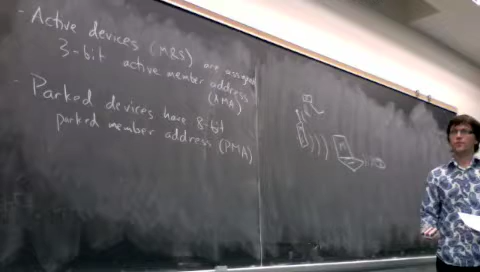 - Active devices (M&S) are assigned
3-bit active member address
(AMA)
- Parked devices have 8-bit
parked member address (PMA)
M